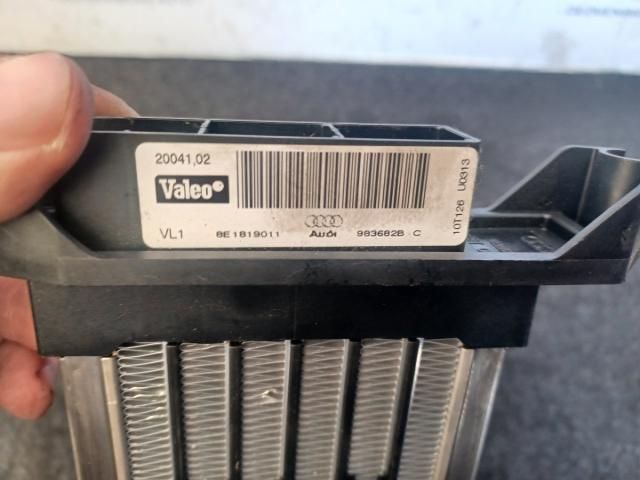 20041,02
Valeo
VL1 8E1819011 Audi 983682B C
10T126 U0313